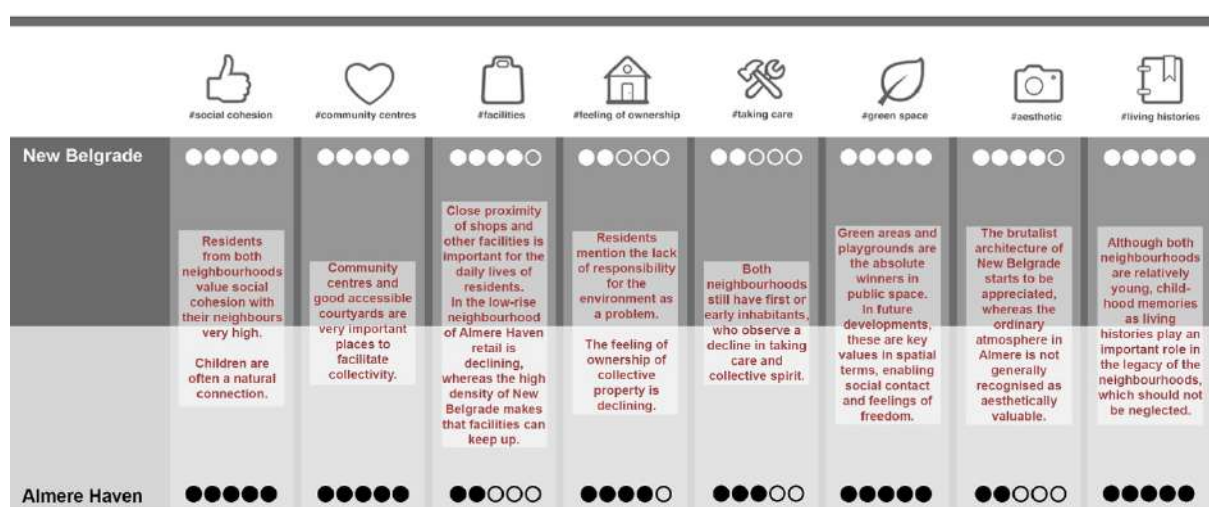 #social cohesion
#community centres
#facilities
#feeling of ownership
#taking care
#green space
#aesthetic
#living histories
New Belgrade
Residents
from both
neighbourhoods
value social
cohesion with
their neighbours
very high.
Children are
often a natural
connection.
Community
centres and
good accessible
courtyards are
very important
places to
facilitate
collectivity.
Close proximity
of shops and
other facilities is
important for the
daily lives of
residents.
In the low-rise
neighbourhood
of Almere Haven
retail is
declining,
whereas the high
density of New
Belgrade makes
that facilities can
keep up.
Residents
mention the lack
of responsibility
for the
environment as
a problem.
The feeling of
ownership of
collective
property is
declining.
Both
neighbourhoods
still have first or
early inhabitants,
who observe a
decline in taking
care and
collective spirit.
Green areas and
playgrounds are
the absolute
winners in
public space.
In future
developments,
these are key
values in spatial
terms, enabling
social contact
and feelings of
freedom.
The brutalist
architecture of
New Belgrade
starts to be
appreciated,
whereas the
ordinary
atmosphere in
Almere is not
generally
recognised as
aesthetically
valuable.
Although both
neighbourhoods
are relatively
young, child-
hood memories
as living
histories play an
important role in
the legacy of the
neighbourhoods,
which should not
be neglected.
Almere Haven